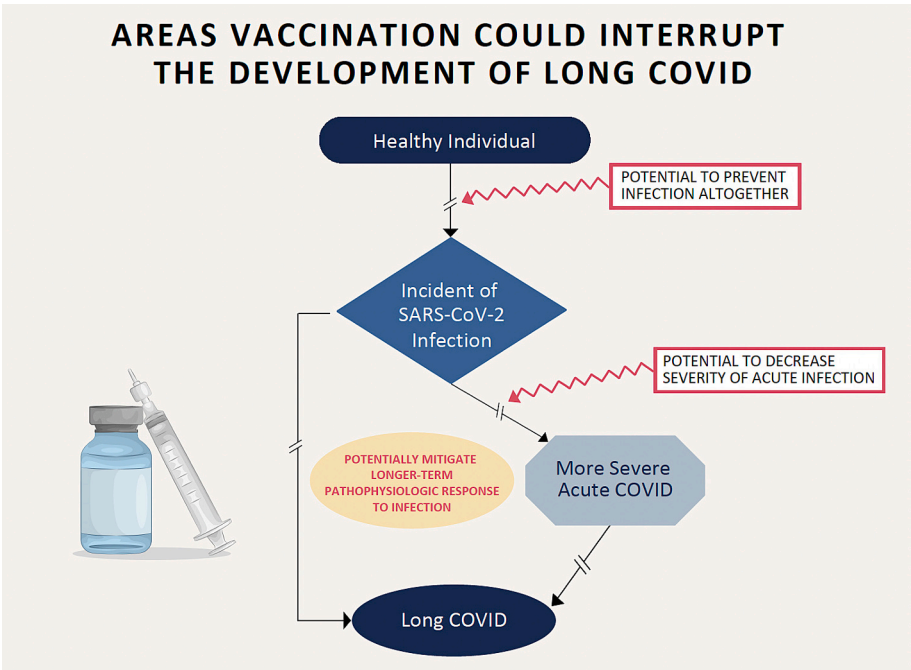 AREAS VACCINATION COULD INTERRUPT
THE DEVELOPMENT OF LONG COVID
Healthy Individual
POTENTIAL TO PREVENT
INFECTION ALTOGETHER
Incident of
SARS-CoV-2
Infection
POTENTIAL TO DECREASE
SEVERITY OF ACUTE INFECTION
POTENTIALLY MITIGATE
LONGER-TERM
PATHOPHYSIOLOGIC RESPONSE
TO INFECTION
More Severe
Acute COVID
Long COVID